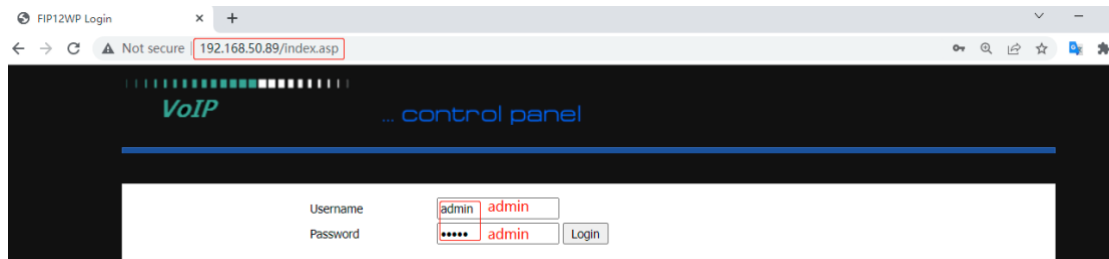 FIP12WP Login
Not secure 192.168.50.89/index.asp
VoIP ... control panel
Username admin admin
Password ••••• admin Login